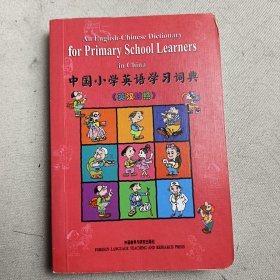 An English-Chinese Dictionary
for Primary School Learners
in China
中国小学英语学习词典
《英汉对照》
外语教学与研究出版社
FOREIGN LANGUAGE TEACHING AND RESEARCH PRESS